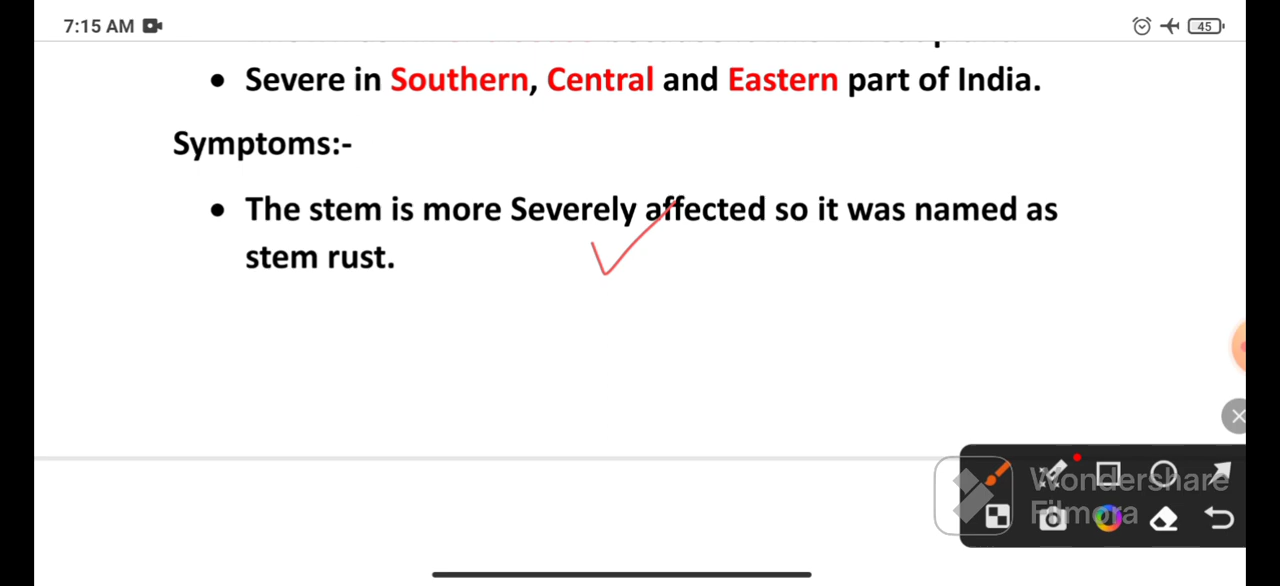 7:15 AM
45
• Severe in Southern, Central and Eastern part of India.
Symptoms:-
• The stem is more Severely affected so it was named as
stem rust.
Wondershare
Filmora